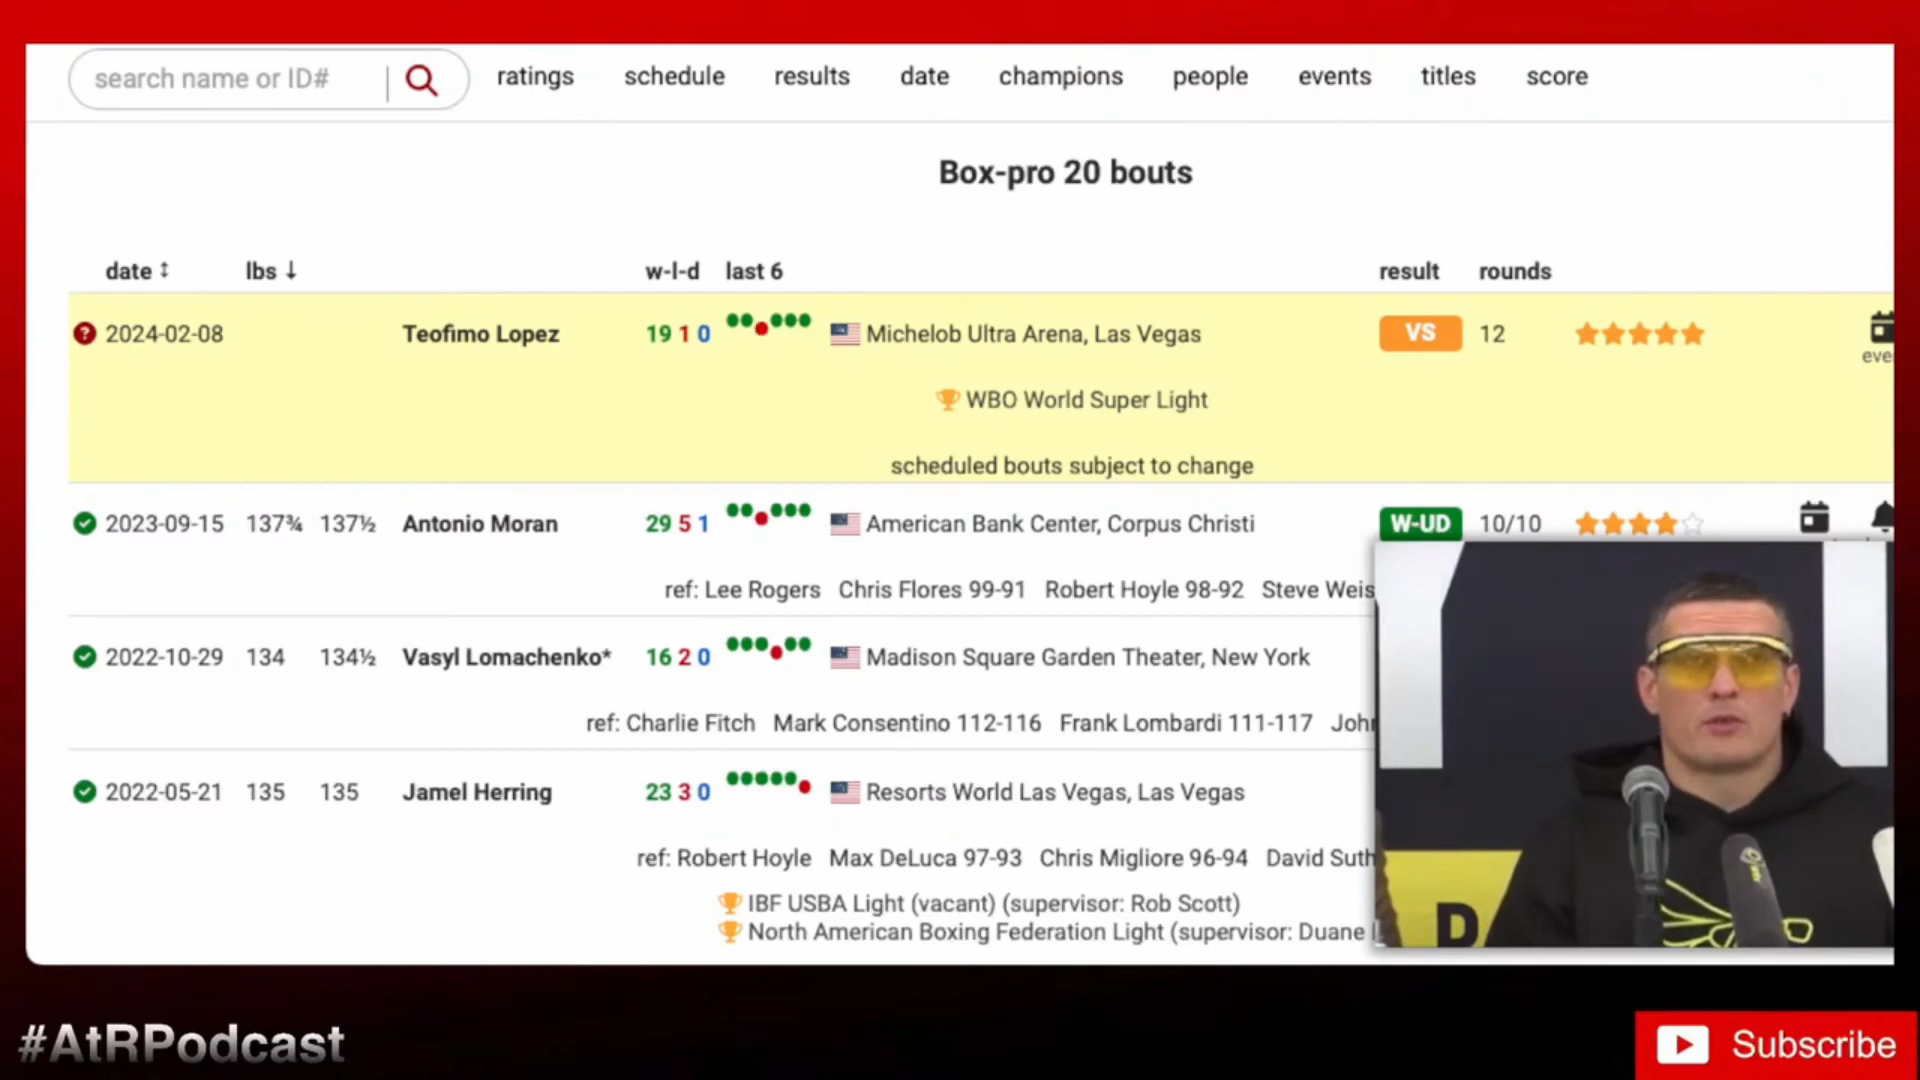 search name or ID# ratings schedule results date champions people events titles score
Box-pro 20 bouts
date lbs w-l-d last 6 result rounds
2024-02-08 Teofimo Lopez 19 1 0 Michelob Ultra Arena, Las Vegas VS 12
eve
WBO World Super Light
scheduled bouts subject to change
2023-09-15 137¾ 137½ Antonio Moran 29 5 1 American Bank Center, Corpus Christi W-UD 10/10
ref: Lee Rogers Chris Flores 99-91 Robert Hoyle 98-92 Steve Weis
2022-10-29 134 134½ Vasyl Lomachenko* 16 2 0 Madison Square Garden Theater, New York
ref: Charlie Fitch Mark Consentino 112-116 Frank Lombardi 111-117 John
2022-05-21 135 135 Jamel Herring 23 3 0 Resorts World Las Vegas, Las Vegas
ref: Robert Hoyle Max DeLuca 97-93 Chris Migliore 96-94 David Suth
IBF USBA Light (vacant) (supervisor: Rob Scott)
North American Boxing Federation Light (supervisor: Duane
D
#AtRPodcast
Subscribe